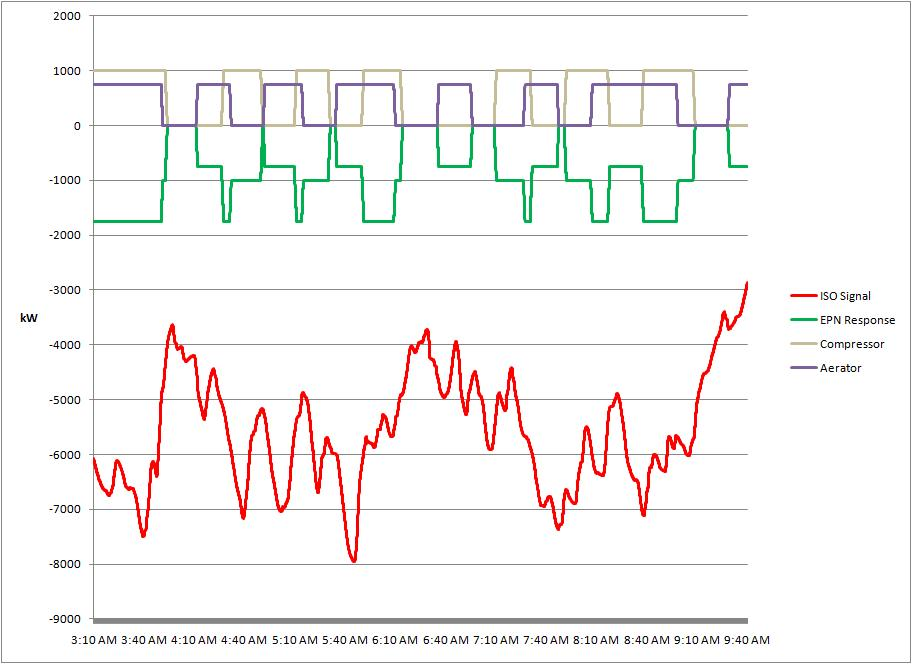 2000
1000
0
-1000
-2000
-3000
kW
-4000
-5000
-6000
-7000
-8000
-9000
3:10 AM 3:40 AM 4:10 AM 4:40 AM 5:10 AM 5:40 AM 6:10 AM 6:40 AM 7:10 AM 7:40 AM 8:10 AM 8:40 AM 9:10 AM 9:40 AM
ISO Signal
EPN Response
Compressor
Aerator